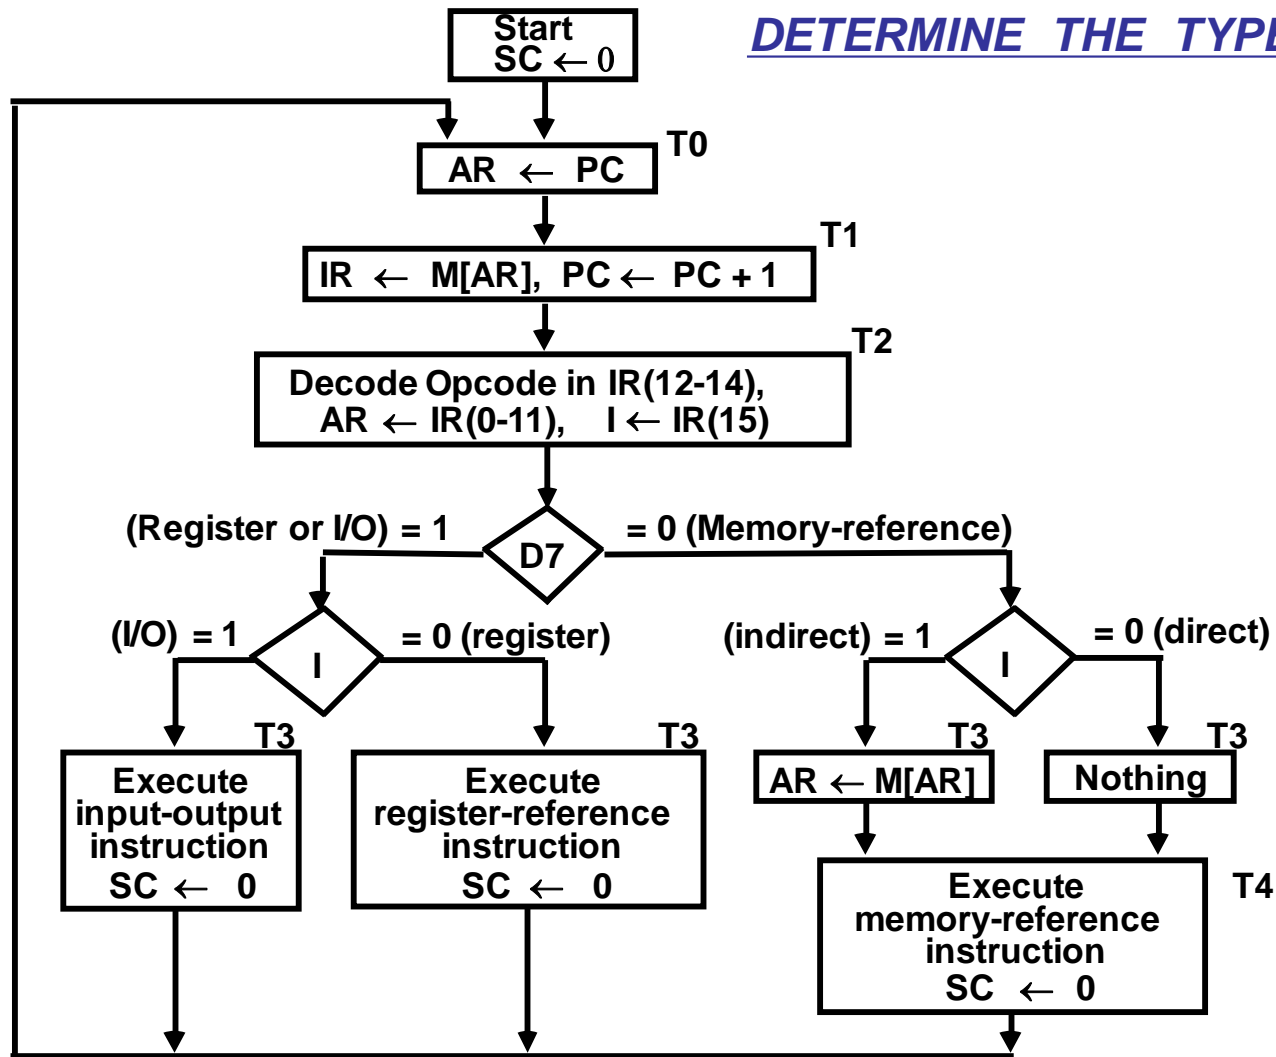 DETERMINE THE TYPE
Start
SC ← 0
T0
AR ← PC
T1
IR ← M[AR], PC ← PC + 1
T2
Decode Opcode in IR(12-14),
AR ← IR(0-11), I ← IR(15)
(Register or I/O) = 1
D7
= 0 (Memory-reference)
(I/O) = 1
I
= 0 (register)
(indirect) = 1
I
= 0 (direct)
T3
Execute
input-output
instruction
SC ← 0
T3
Execute
register-reference
instruction
SC ← 0
T3
AR ← M[AR]
T3
Nothing
T4
Execute
memory-reference
instruction
SC ← 0